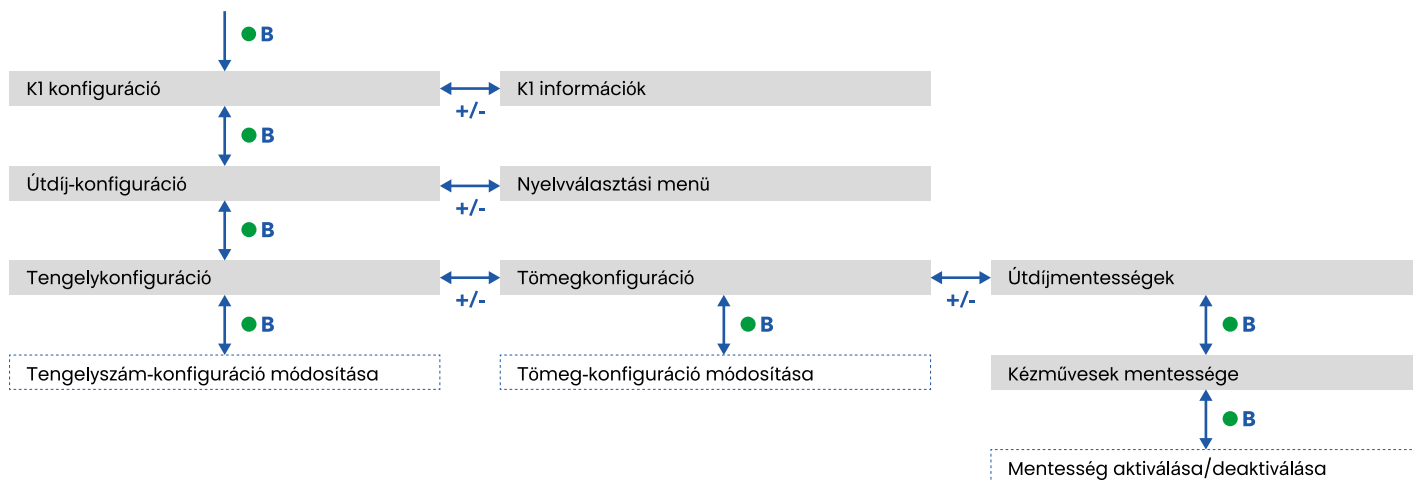 B
K1 konfiguráció
K1 információk
+/-
B
Útdíj-konfiguráció
Nyelvválasztási menü
+/-
B
Tengelykonfiguráció
Tömegkonfiguráció
Útdíjmentességek
+/-
+/-
B
B
B
Tengelyszám-konfiguráció módosítása
Tömeg-konfiguráció módosítása
Kézművesek mentessége
B
Mentesség aktiválása/deaktiválása